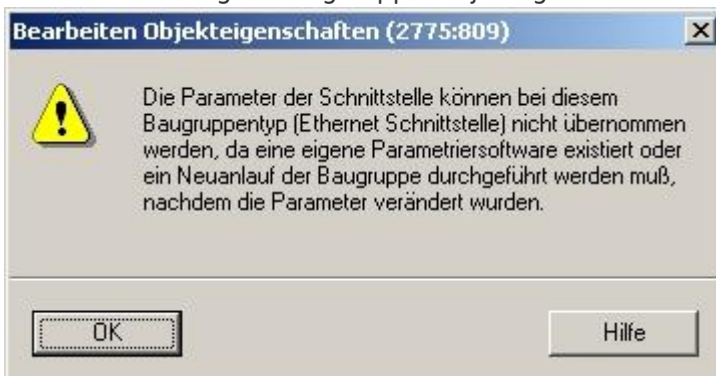 Bearbeiten Objekteigenschaften (2775:809)
Die Parameter der Schnittstelle können bei diesem
Baugruppentyp (Ethernet Schnittstelle) nicht übernommen
werden, da eine eigene Parametriersoftware existiert oder
ein Neuanlauf der Baugruppe durchgeführt werden muß,
nachdem die Parameter verändert wurden.
OK
Hilfe